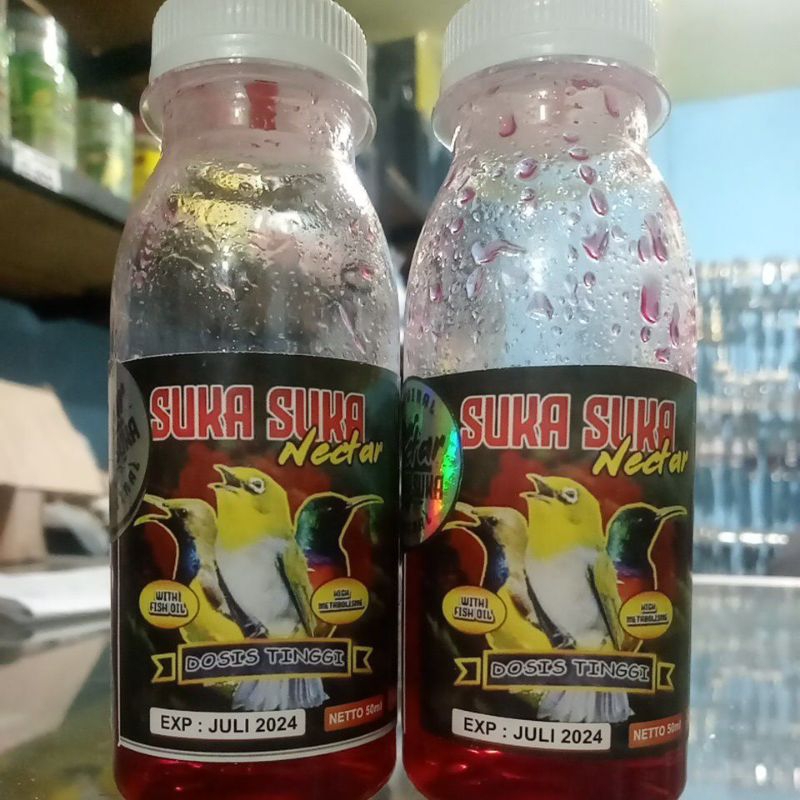 SUKA SUKA
Nectar
WITH
FISH OIL
HIGH
METABOLISME
DOSIS TINGGI
EXP : JULI 2024
NETTO 50ml
SUKA SUKA
Nectar
WITH
FISH OIL
HIGH
METABOLISME
DOSIS TINGGI
EXP : JULI 2024
NETTO 50ml